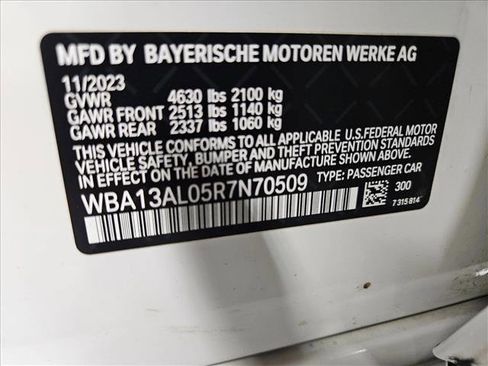 MFD BY BAYERISCHE MOTOREN WERKE AG
11/2023
GVWR 4630 lbs 2100 kg
GAWR FRONT 2513 lbs 1140 kg
GAWR REAR 2337 lbs 1060 kg
THIS VEHICLE CONFORMS TO ALL APPLICABLE U.S.FEDERAL MOTOR
VEHICLE SAFETY, BUMPER AND THEFT PREVENTION STANDARDS
IN EFFECT ON THE DATE OF MANUFACTURE SHOWN ABOVE.
WBA13AL05R7N70509 TYPE: PASSENGER CAR
300
7 315 814